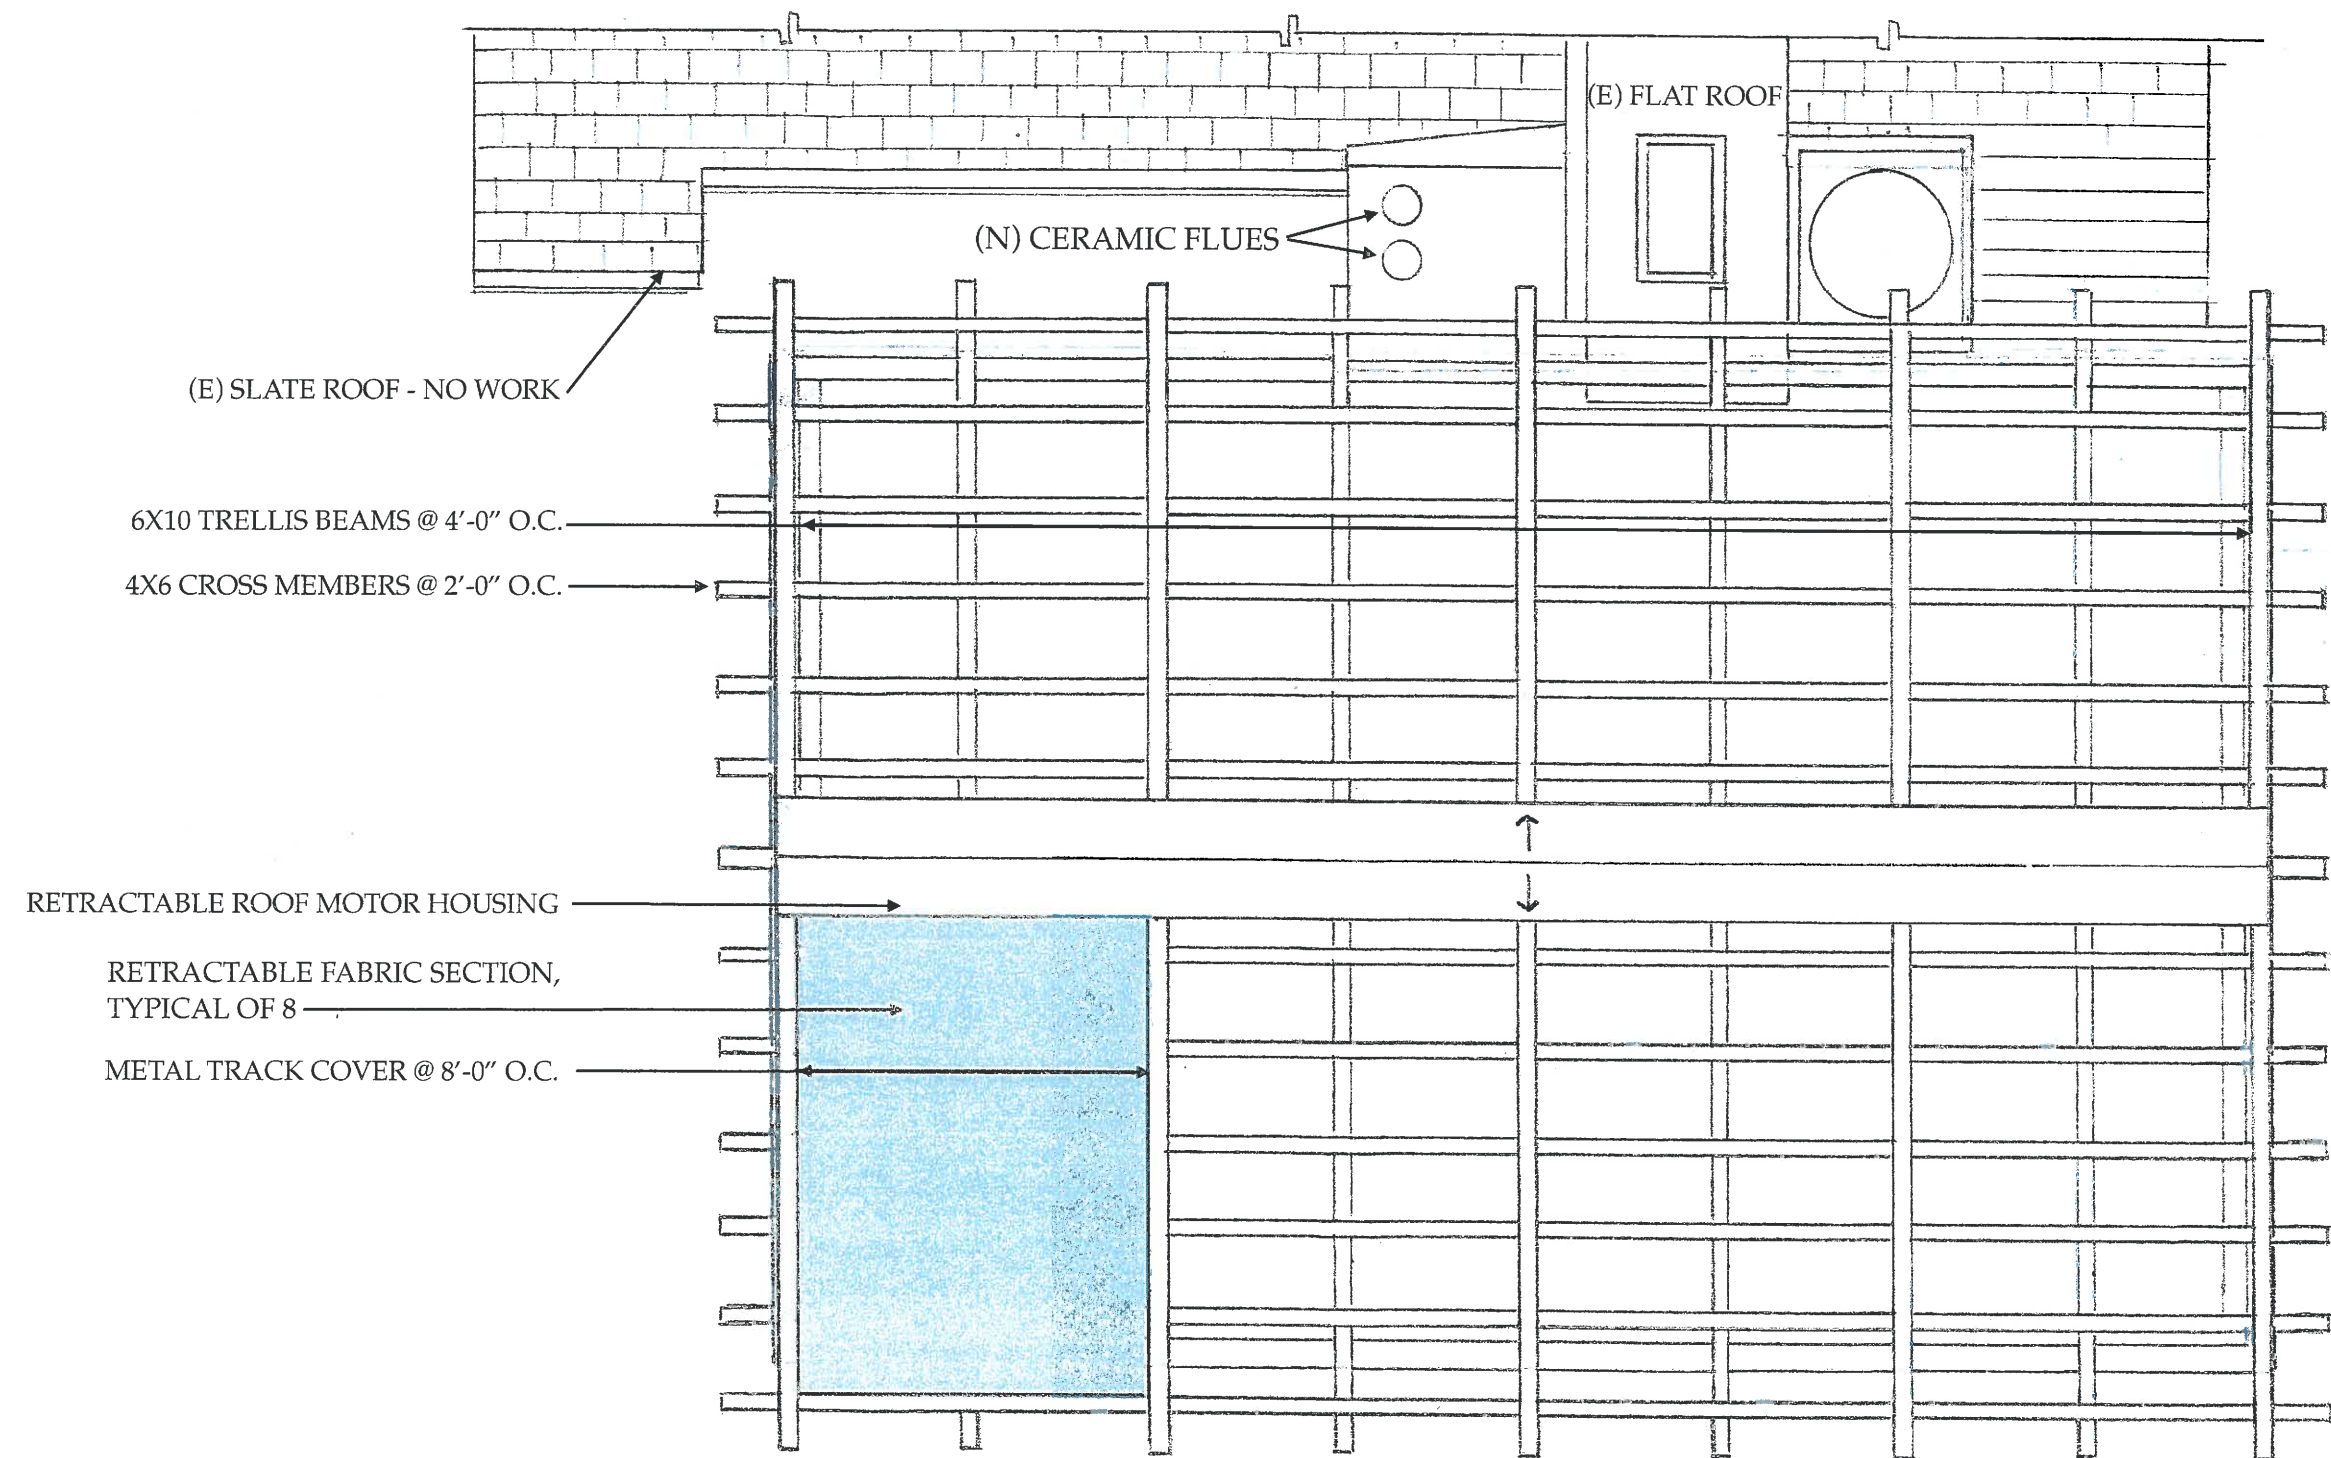 (E) FLAT ROOF
(N) CERAMIC FLUES
(E) SLATE ROOF - NO WORK
6X10 TRELLIS BEAMS @ 4'-0" O.C.
4X6 CROSS MEMBERS @ 2'-0" O.C.
RETRACTABLE ROOF MOTOR HOUSING
RETRACTABLE FABRIC SECTION,
TYPICAL OF 8
METAL TRACK COVER @ 8'-0" O.C.